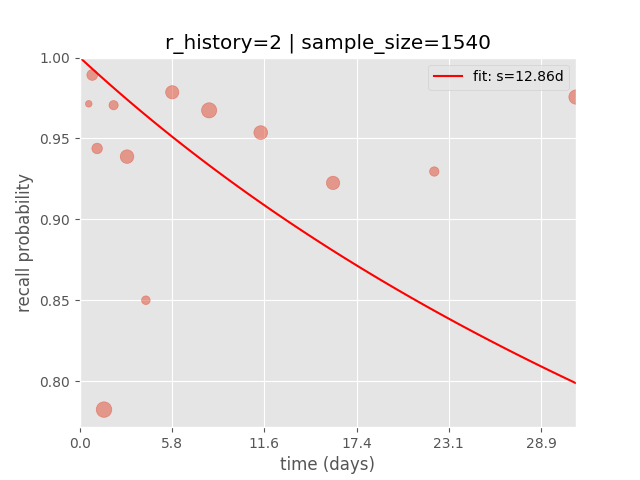 r_history=2 | sample_size=1540
fit: s=12.86d
recall probability
1.00
0.95
0.90
0.85
0.80
0.0 5.8 11.6 17.4 23.1 28.9
time (days)